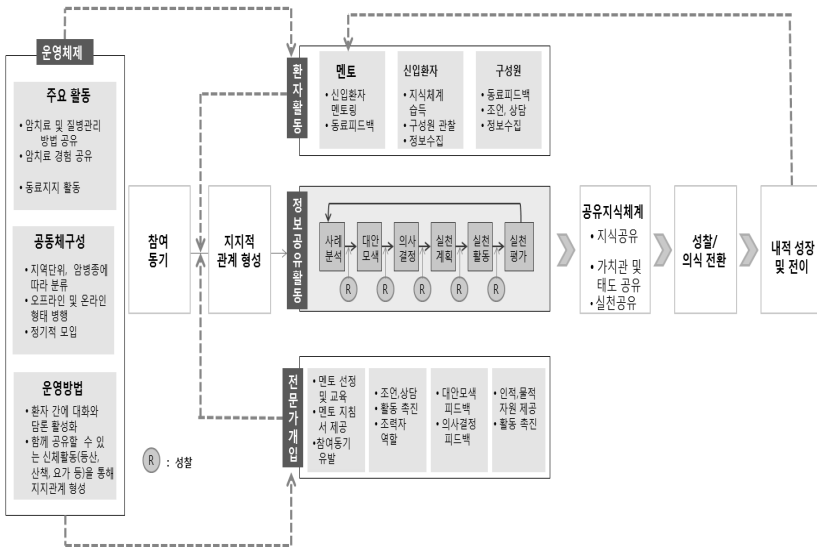 운영체제
주요 활동
• 암치료 및 질병관리
방법 공유
• 암치료 경험 공유
• 동료지지 활동
공동체구성
• 지역단위, 암병종에
따라 분류
• 오프라인 및 온라인
형태 병행
• 정기적 모입
운영방법
• 환자 간에 대화와
담론 활성화
• 함께 공유할 수 있
는 신체활동(등산,
산책, 요가 등)을 통해
지지관계 형성
참여
동기
지지적
관계 형성
R : 성찰
환자활동
멘토
• 신입환자
멘토링
• 동료피드백
신입환자
• 지식체계
습득
• 구성원 관찰
• 정보수집
구성원
• 동료피드백
• 조언, 상담
• 정보수집
정보공유활동
사례
분석
대안
모색
의사
결정
실천
계획
실천
활동
실천
평가
R
R
R
R
R
전문가개입
• 멘토 선정
및 교육
• 멘토 지침
서 제공
•참여동기
유발
• 조언,상담
• 활동 촉진
• 조력자
역할
• 대안모색
피드백
• 의사결정
피드백
• 인적,물적
자원 제공
• 활동 촉진
공유지식체계
• 지식공유
• 가치관 및
태도 공유
• 실천공유
성찰/
의식 전환
내적 성장
및 전이